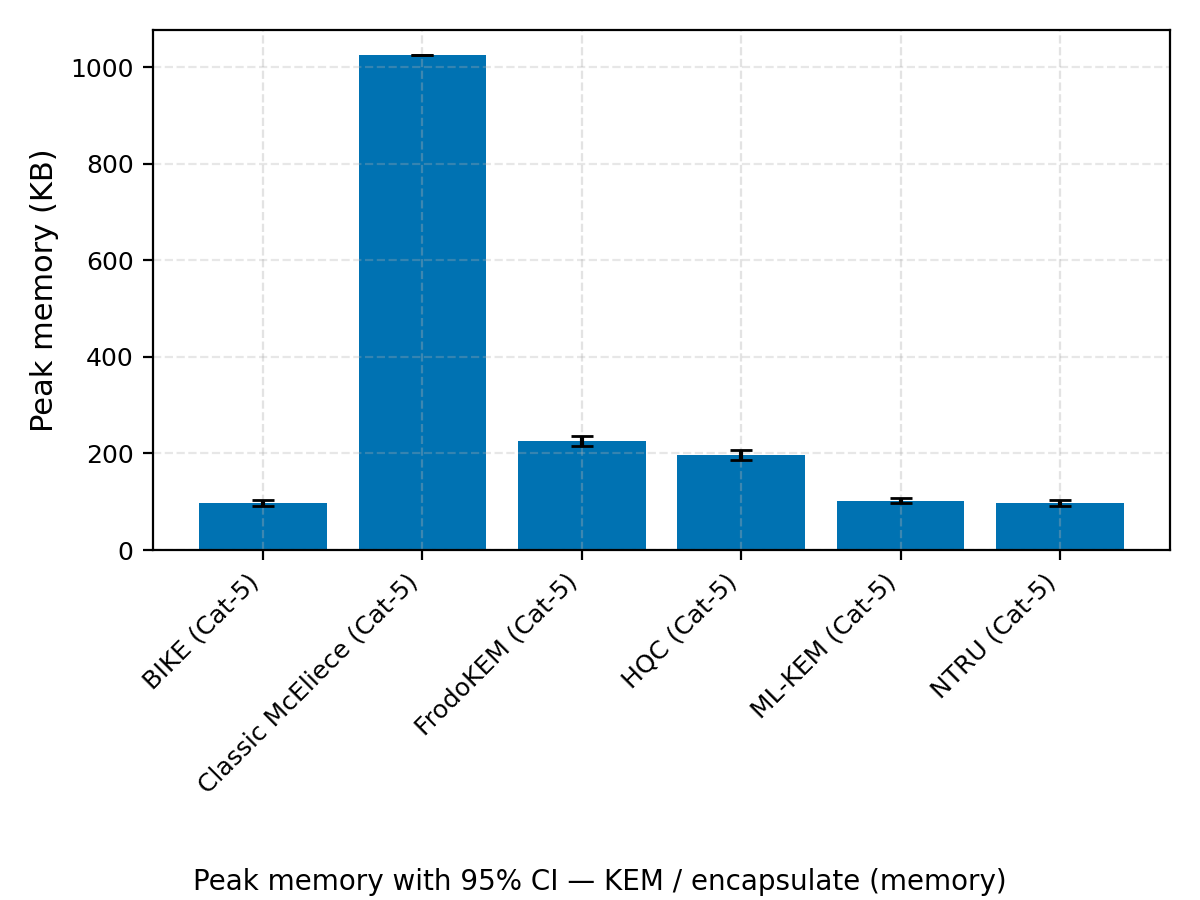 Peak memory (KB)
1000
800
600
400
200
0
BIKE (Cat-5)
Classic McEliece (Cat-5)
FrodoKEM (Cat-5)
HQC (Cat-5)
ML-KEM (Cat-5)
NTRU (Cat-5)
Peak memory with 95% CI — KEM / encapsulate (memory)